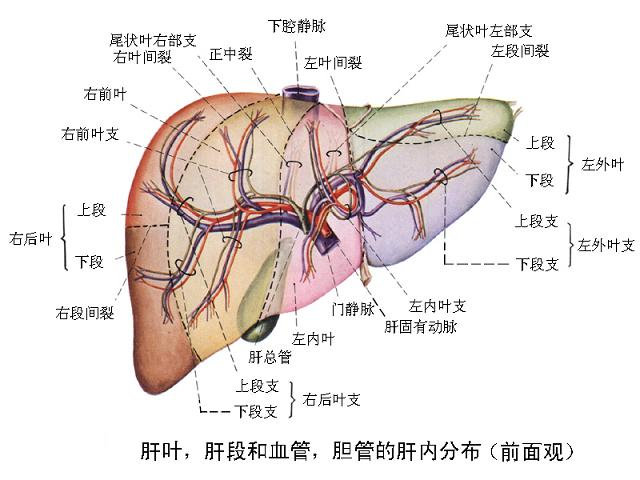 下腔静脉
尾状叶右部支
尾状叶左部支
右叶间裂
正中裂
左叶间裂
左段间裂
右前叶
右前叶支
上段
下段
左外叶
上段
下段
右后叶
上段支
下段支
左外叶支
右段间裂
门静脉
左内叶支
肝固有动脉
左内叶
肝总管
上段支
下段支
右后叶支
肝叶，肝段和血管，胆管的肝内分布（前面观）